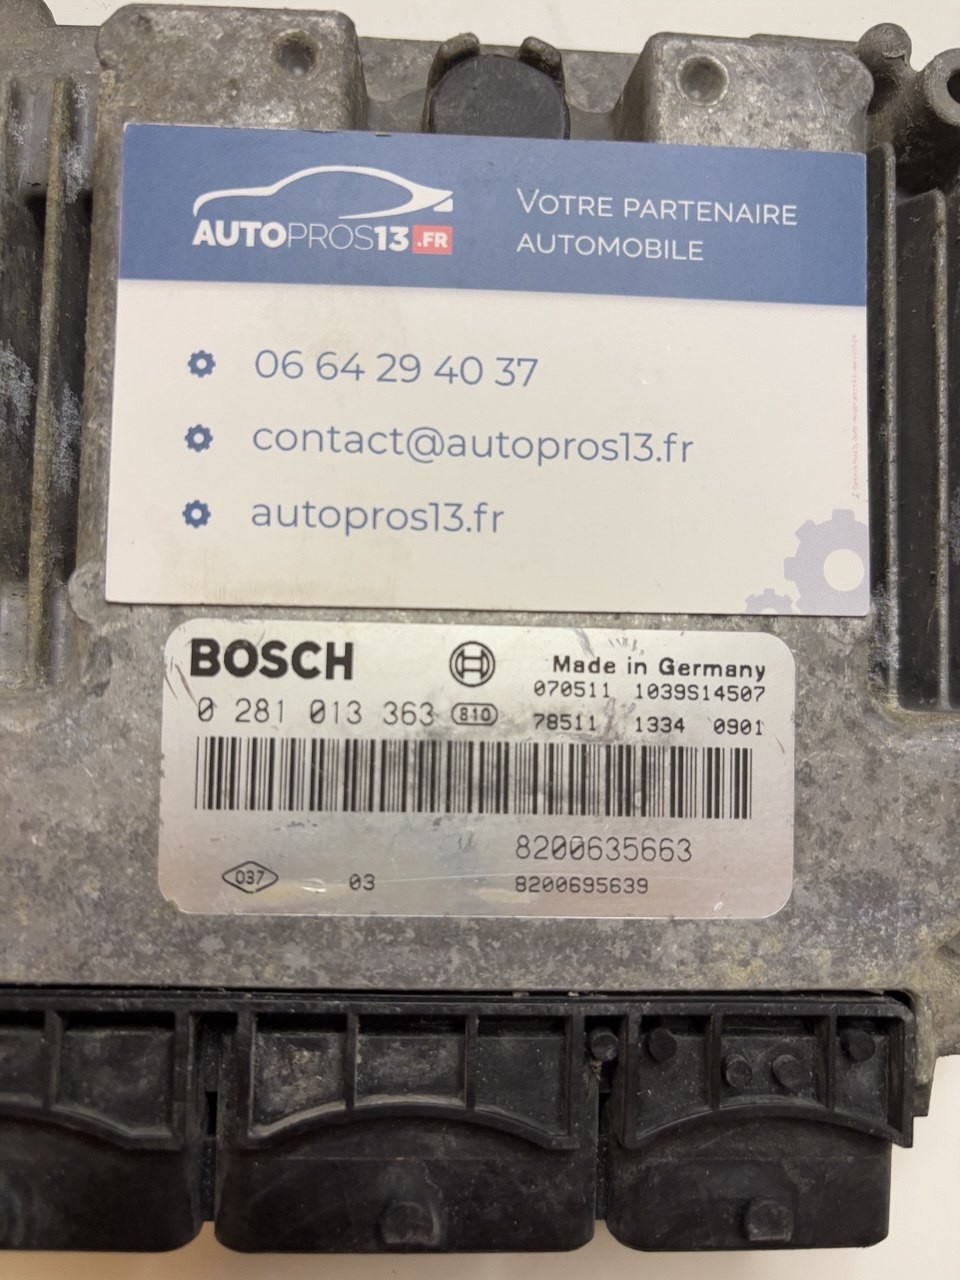 AUTOPROS13.FR
VOTRE PARTENAIRE
AUTOMOBILE
06 64 29 40 37
contact@autopros13.fr
autopros13.fr
BOSCH
Made in Germany
070511 1039S14507
0 281 013 363 810
78511 1334 0901
8200635663
037 03
8200695639